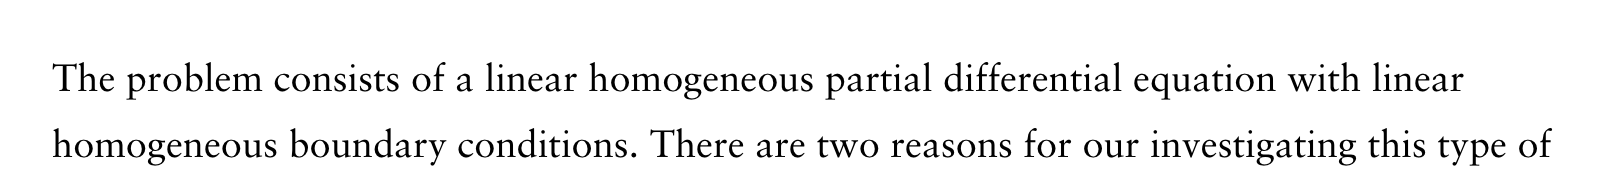 The problem consists of a linear homogeneous partial differential equation with linear
homogeneous boundary conditions. There are two reasons for our investigating this type of